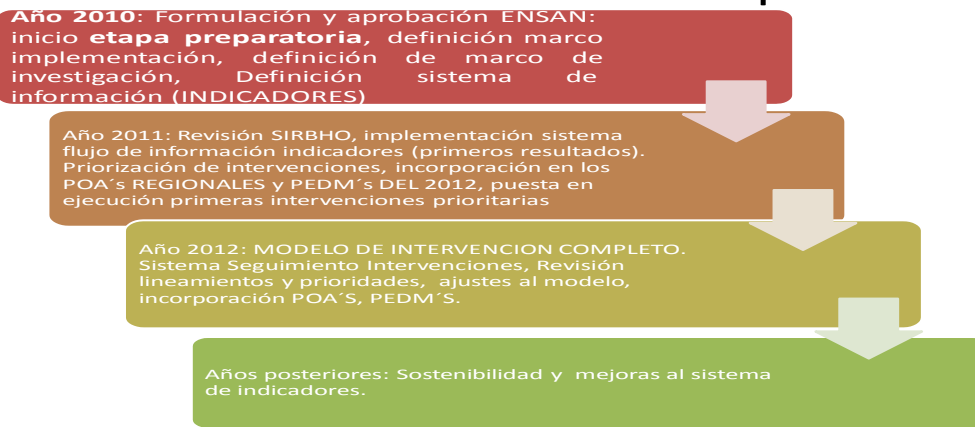 Año 2010: Formulación y aprobación ENSAN:
inicio etapa preparatoria, definición marco
implementación, definición de marco de
investigación, Definición sistema de
información (INDICADORES)
Año 2011: Revisión SIRBHO, implementación sistema
flujo de información indicadores (primeros resultados).
Priorización de intervenciones, incorporación en los
POA´s REGIONALES y PEDM´s DEL 2012, puesta en
ejecución primeras intervenciones prioritarias
Año 2012: MODELO DE INTERVENCION COMPLETO.
Sistema Seguimiento Intervenciones, Revisión
lineamientos y prioridades, ajustes al modelo,
incorporación POA´S, PEDM´S.
Años posteriores: Sostenibilidad y mejoras al sistema
de indicadores.